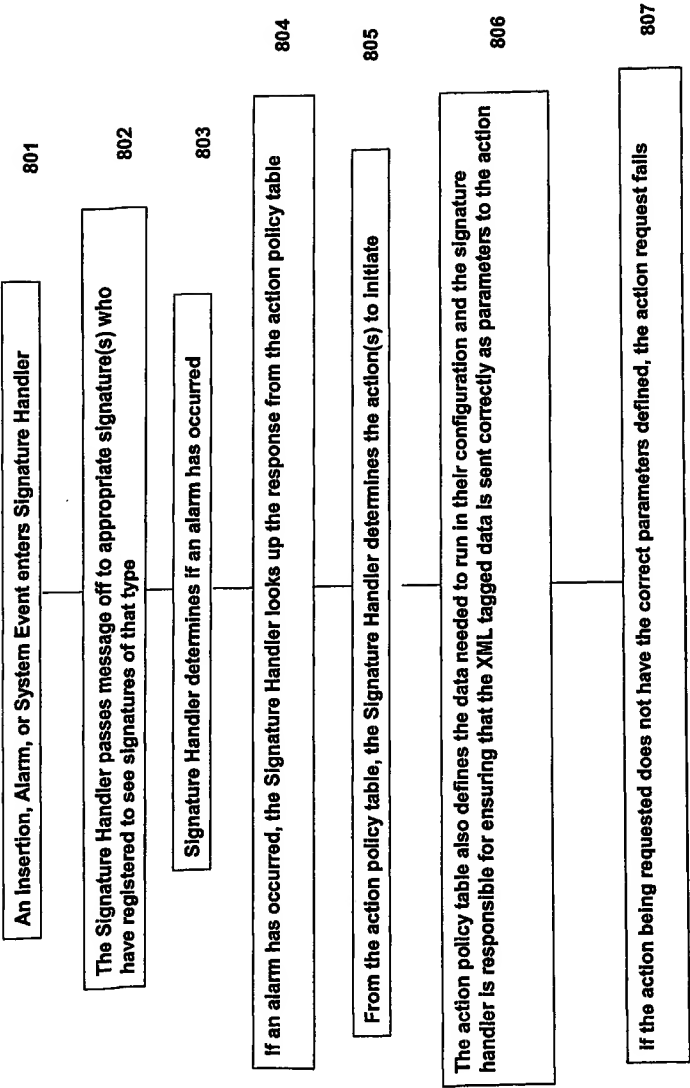 An Insertion, Alarm, or System Event enters Signature Handler
801
The Signature Handler passes message off to appropriate signature(s) who
have registered to see signatures of that type
802
Signature Handler determines if an alarm has occurred
803
If an alarm has occurred, the Signature Handler looks up the response from the action policy table
804
From the action policy table, the Signature Handler determines the action(s) to initiate
805
The action policy table also defines the data needed to run in their configuration and the signature
handler is responsible for ensuring that the XML tagged data is sent correctly as parameters to the action
806
If the action being requested does not have the correct parameters defined, the action request fails
807